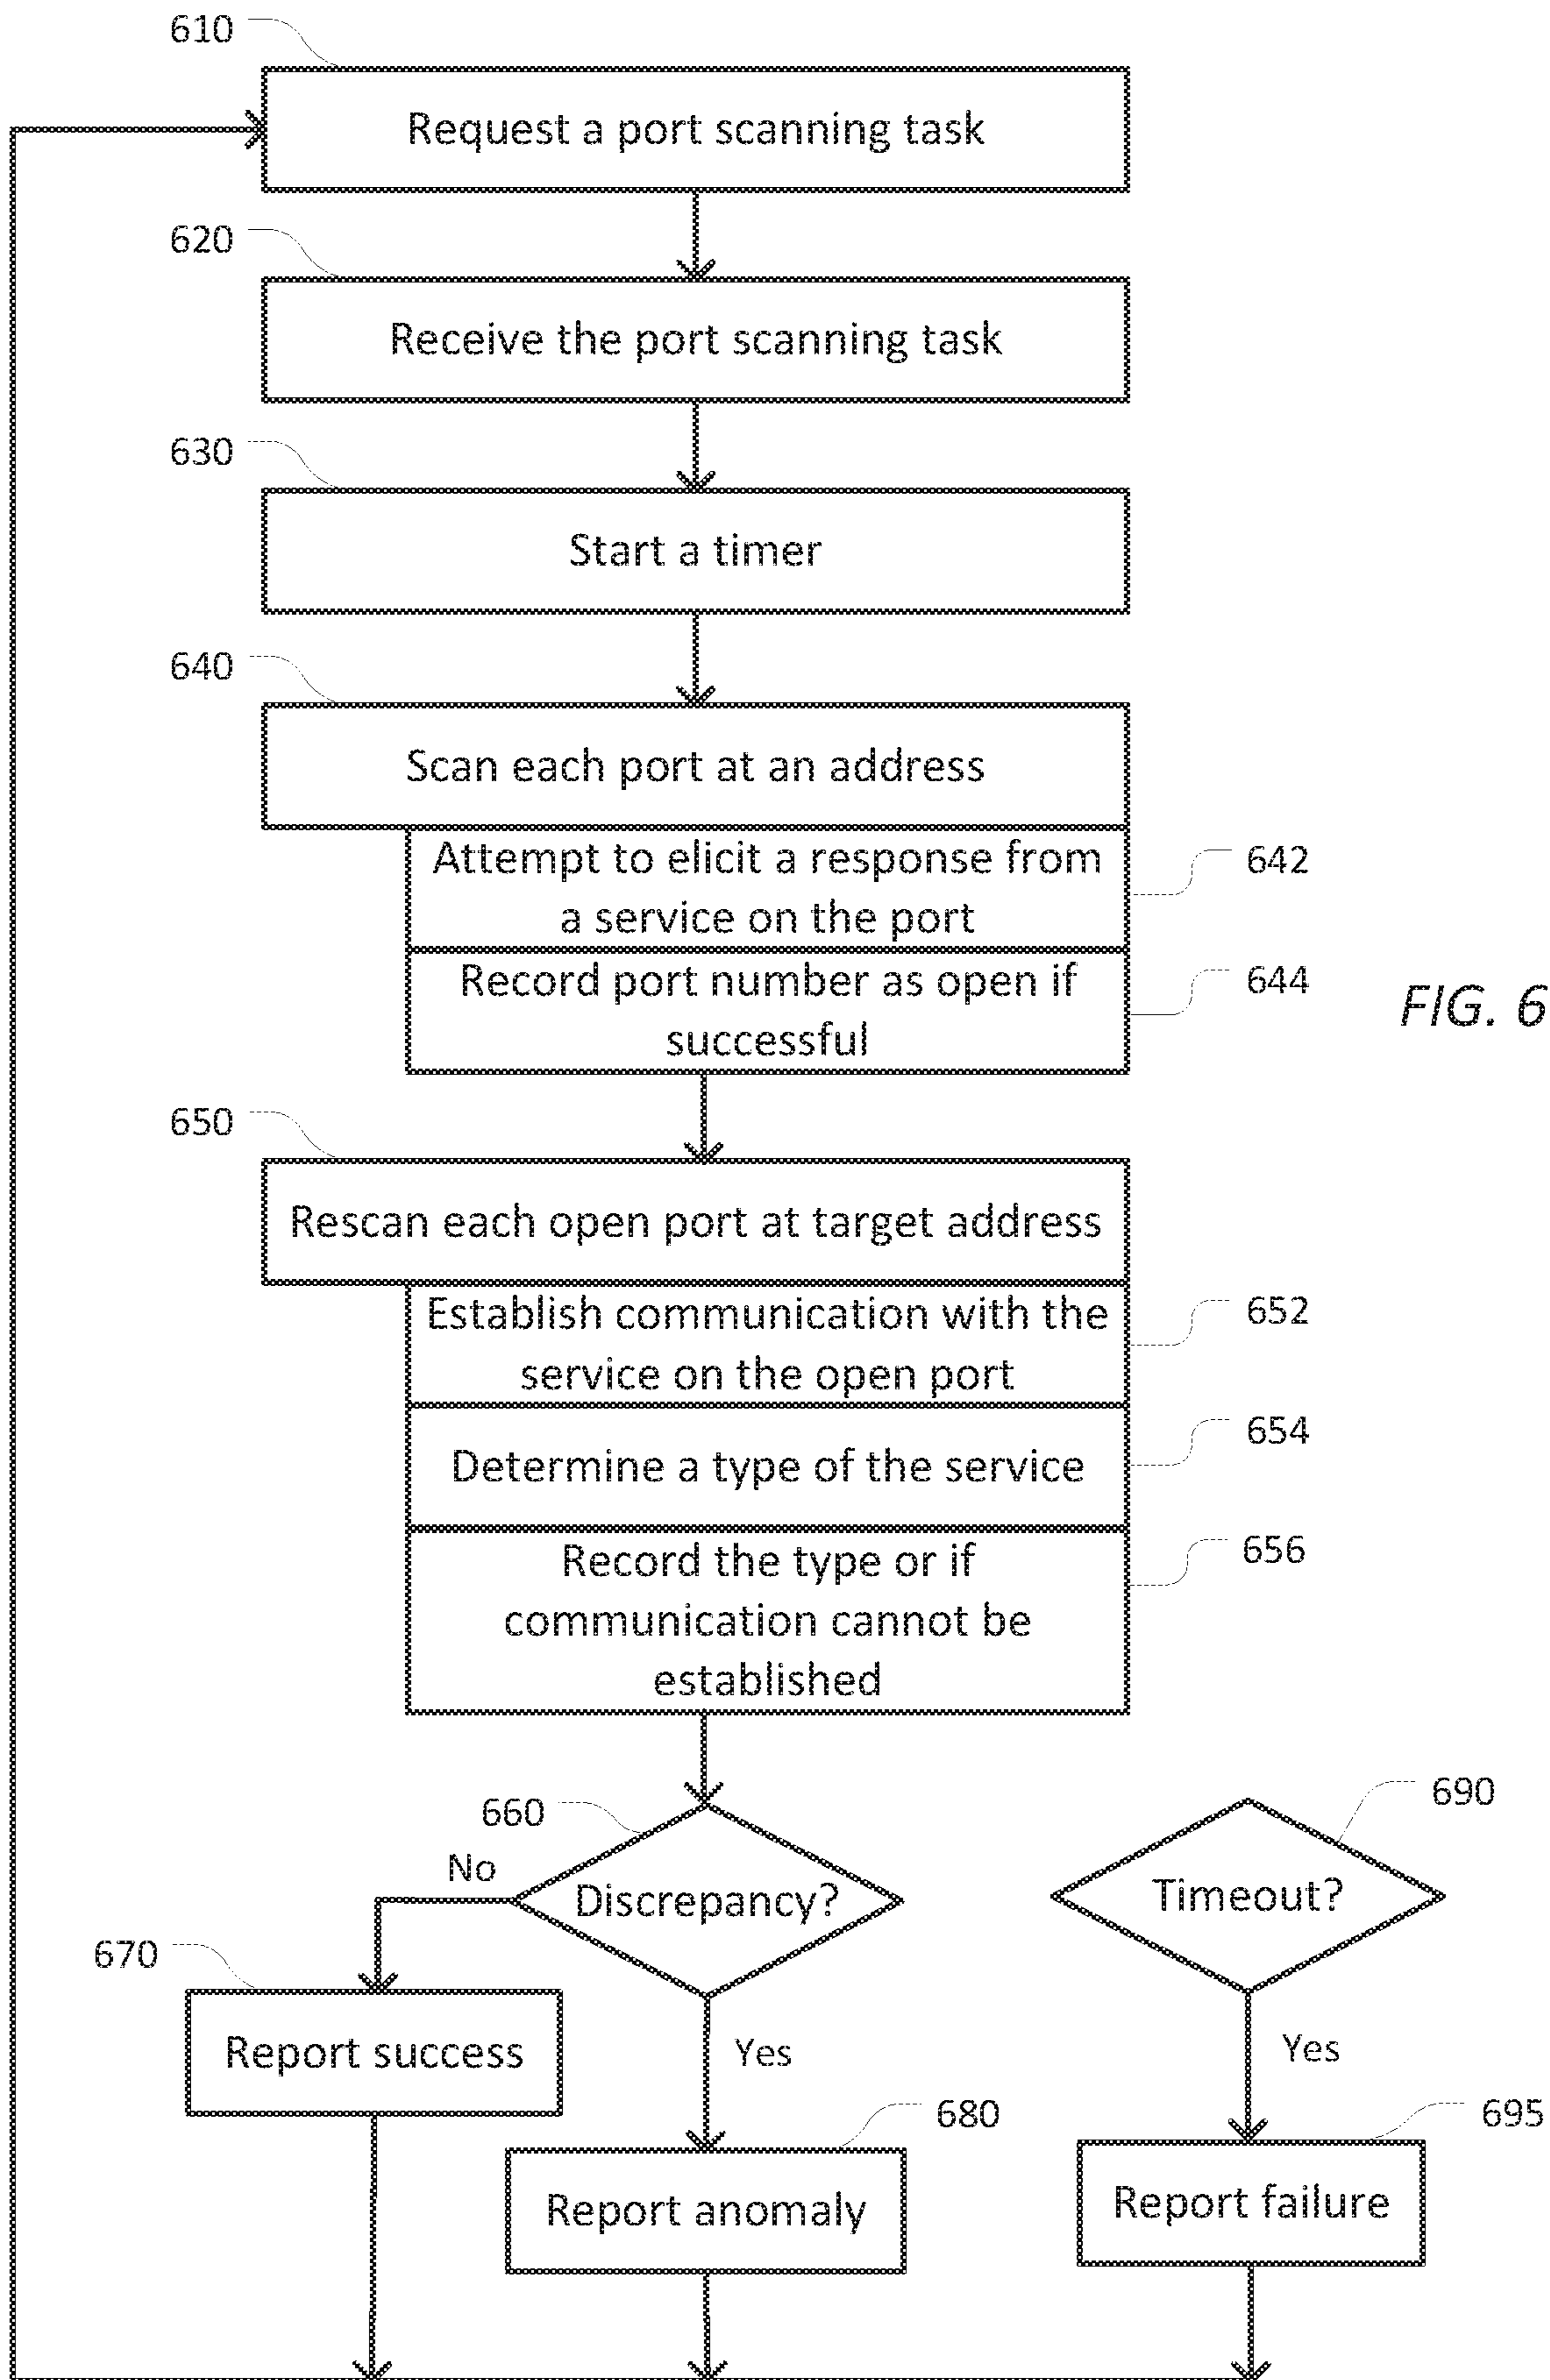 610
Request a port scanning task
620
Receive the port scanning task
630
Start a timer
640
Scan each port at an address
Attempt to elicit a response from
a service on the port
642
Record port number as open if
successful
644
FIG. 6
650
Rescan each open port at target address
Establish communication with the
service on the open port
652
Determine a type of the service
654
Record the type or if
communication cannot be
established
656
660
Discrepancy?
No
Yes
690
Timeout?
Yes
670
Report success
680
Report anomaly
695
Report failure